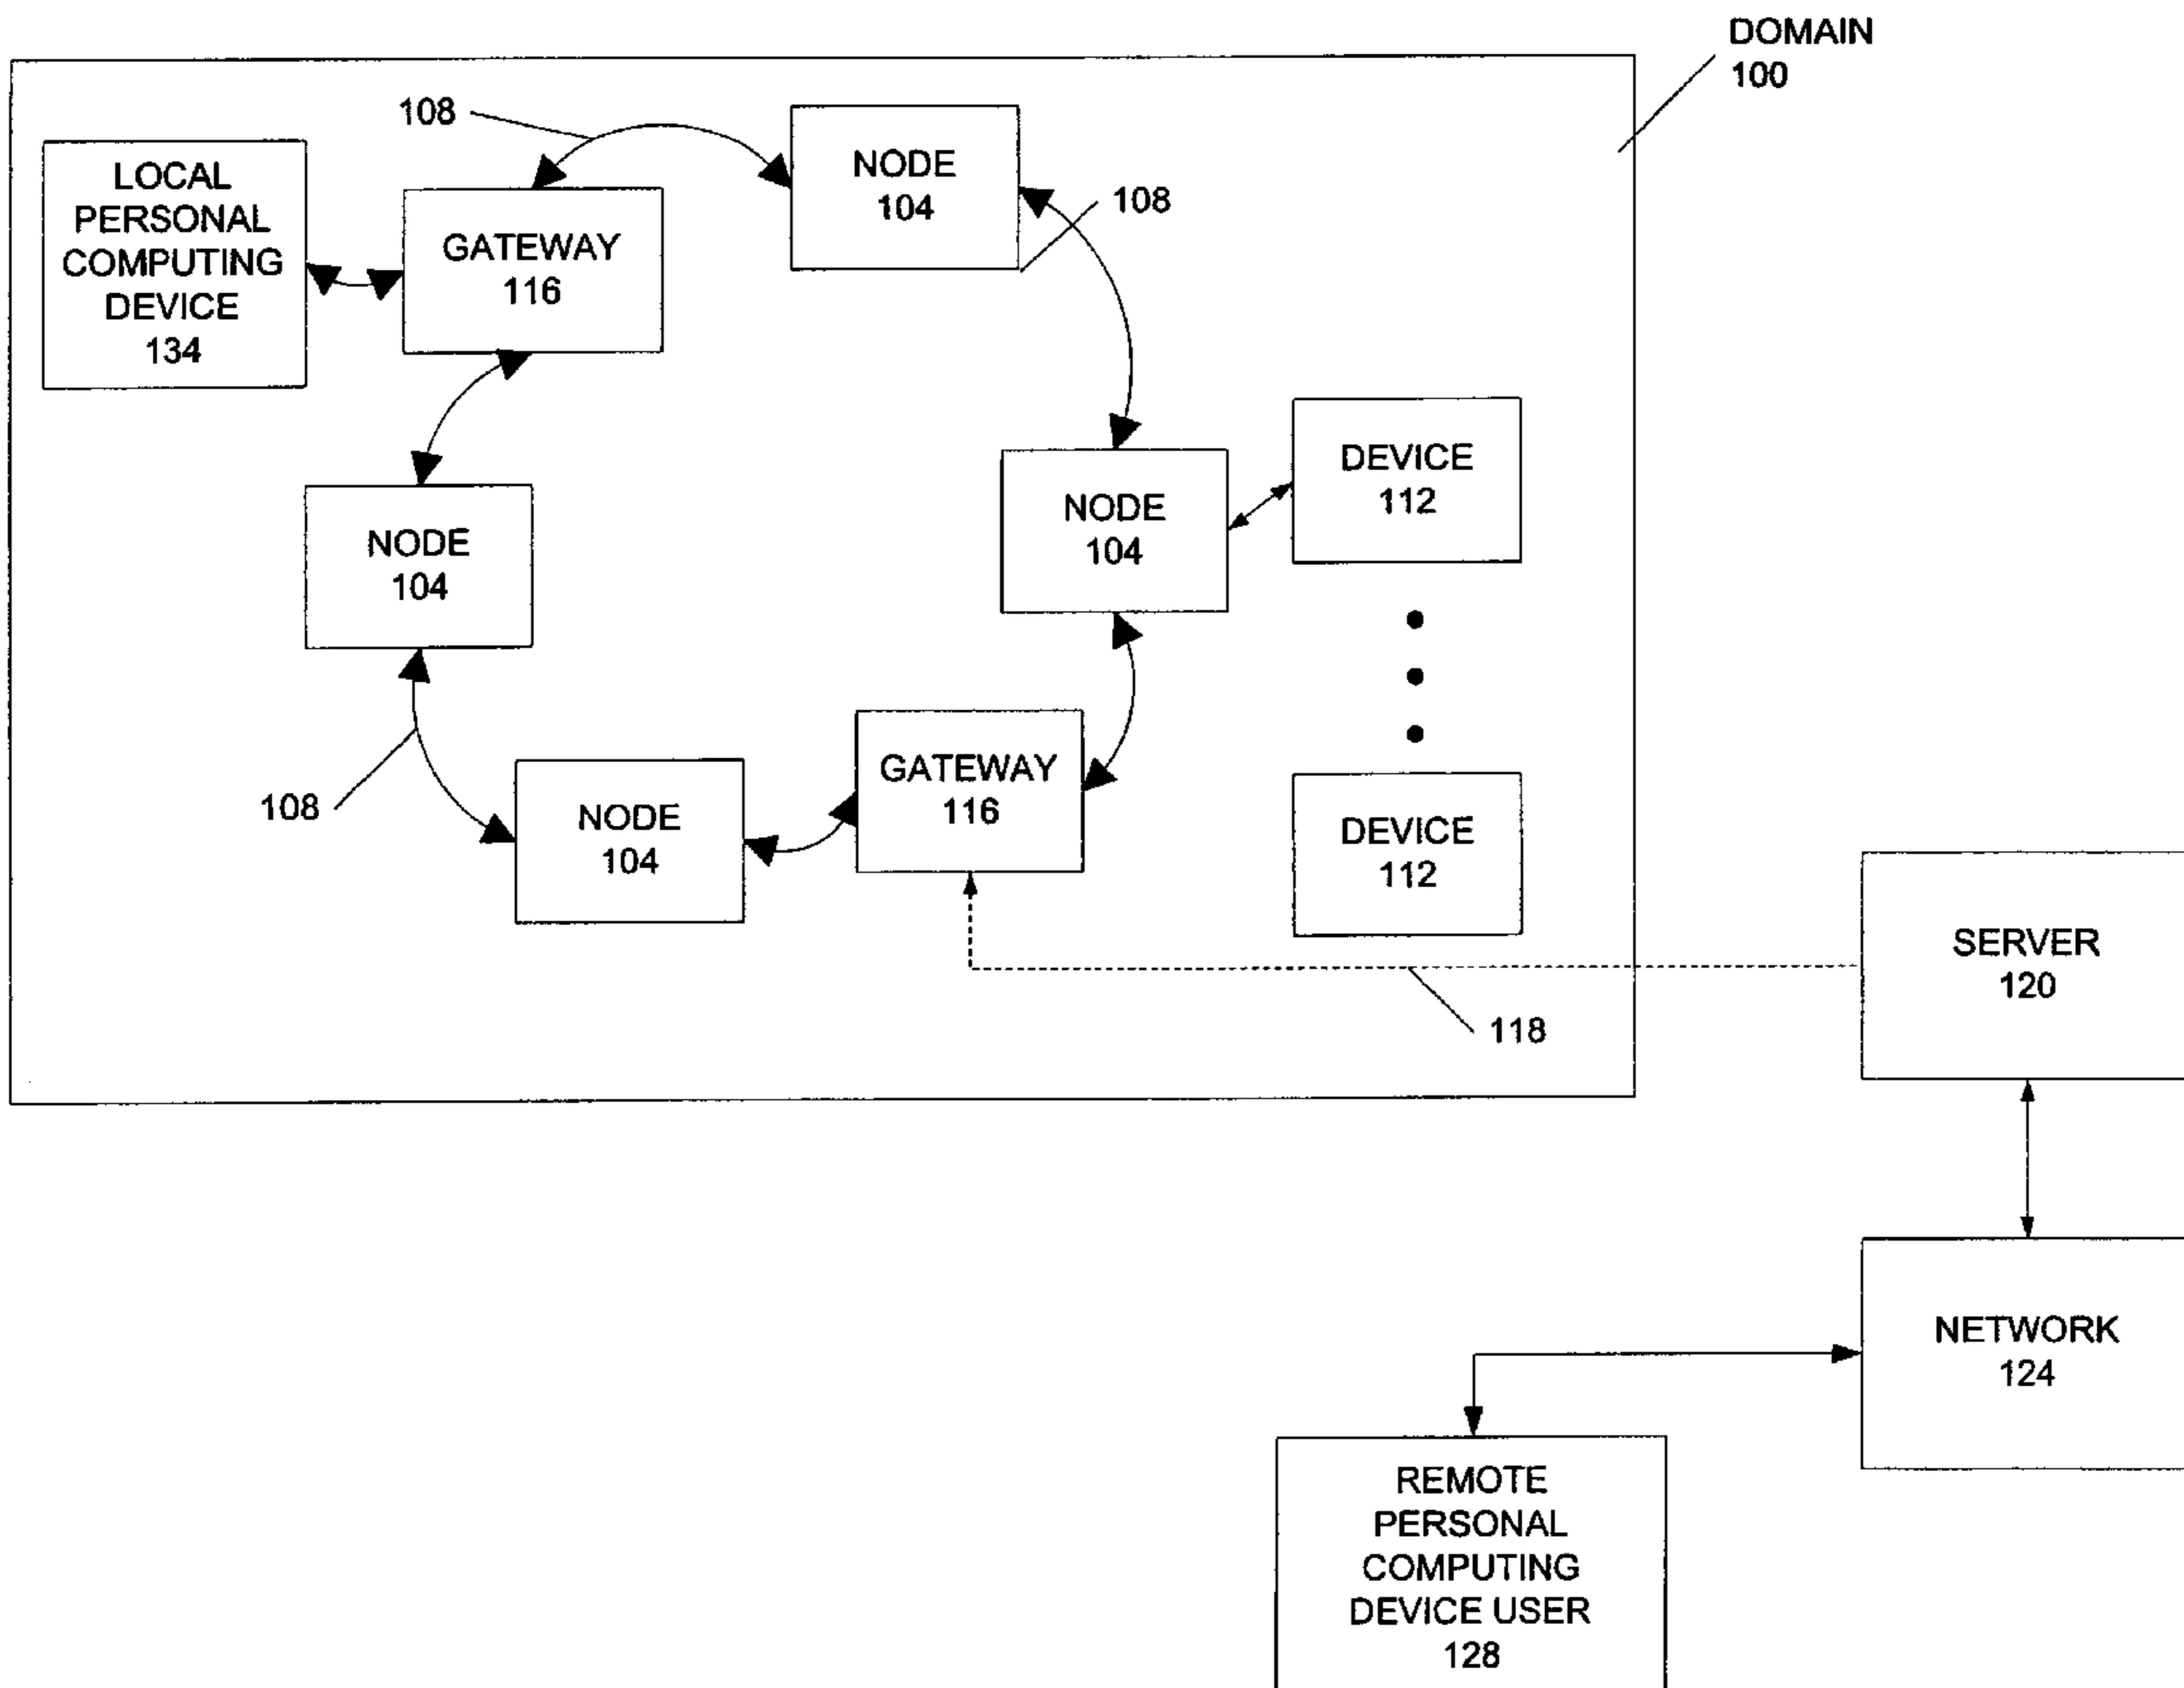 DOMAIN
100
108
LOCAL
PERSONAL
COMPUTING
DEVICE
134
GATEWAY
116
NODE
104
108
NODE
104
NODE
104
DEVICE
112
108
NODE
104
GATEWAY
116
DEVICE
112
118
SERVER
120
NETWORK
124
REMOTE
PERSONAL
COMPUTING
DEVICE USER
128